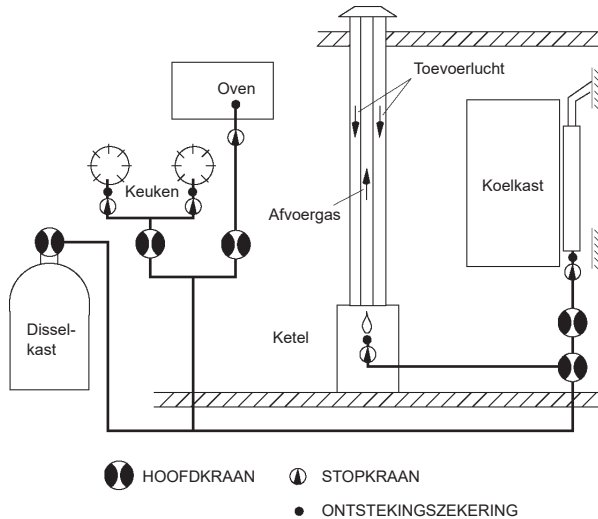 Toevoerlucht
Oven
Keuken
Koelkast
Afvoergas
Dissel-
kast
Ketel
HOOFDKRAAN
STOPKRAAN
ONTSTEKINGSZEKERING